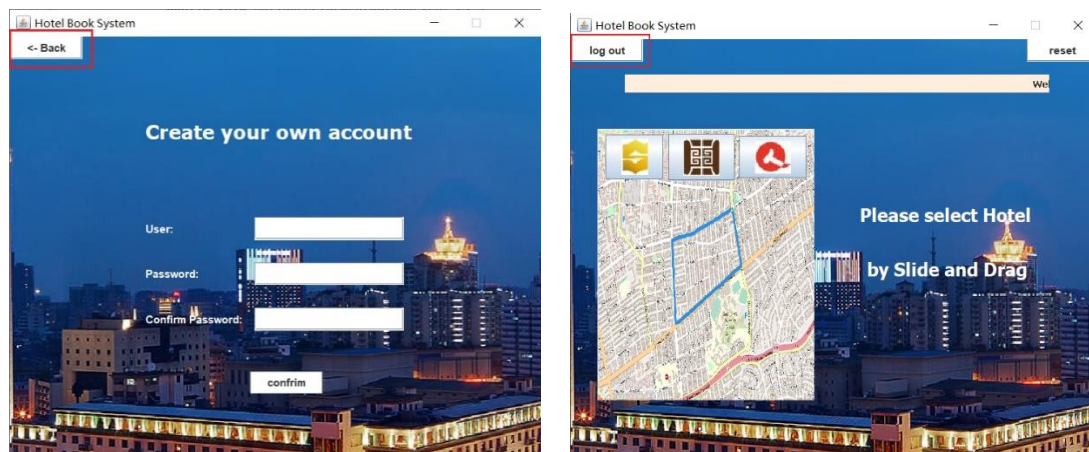 Hotel Book System
<- Back
Create your own account
User:
Password:
Confirm Password:
confrim
Hotel Book System
log out
reset
Wel
Please select Hotel
by Slide and Drag